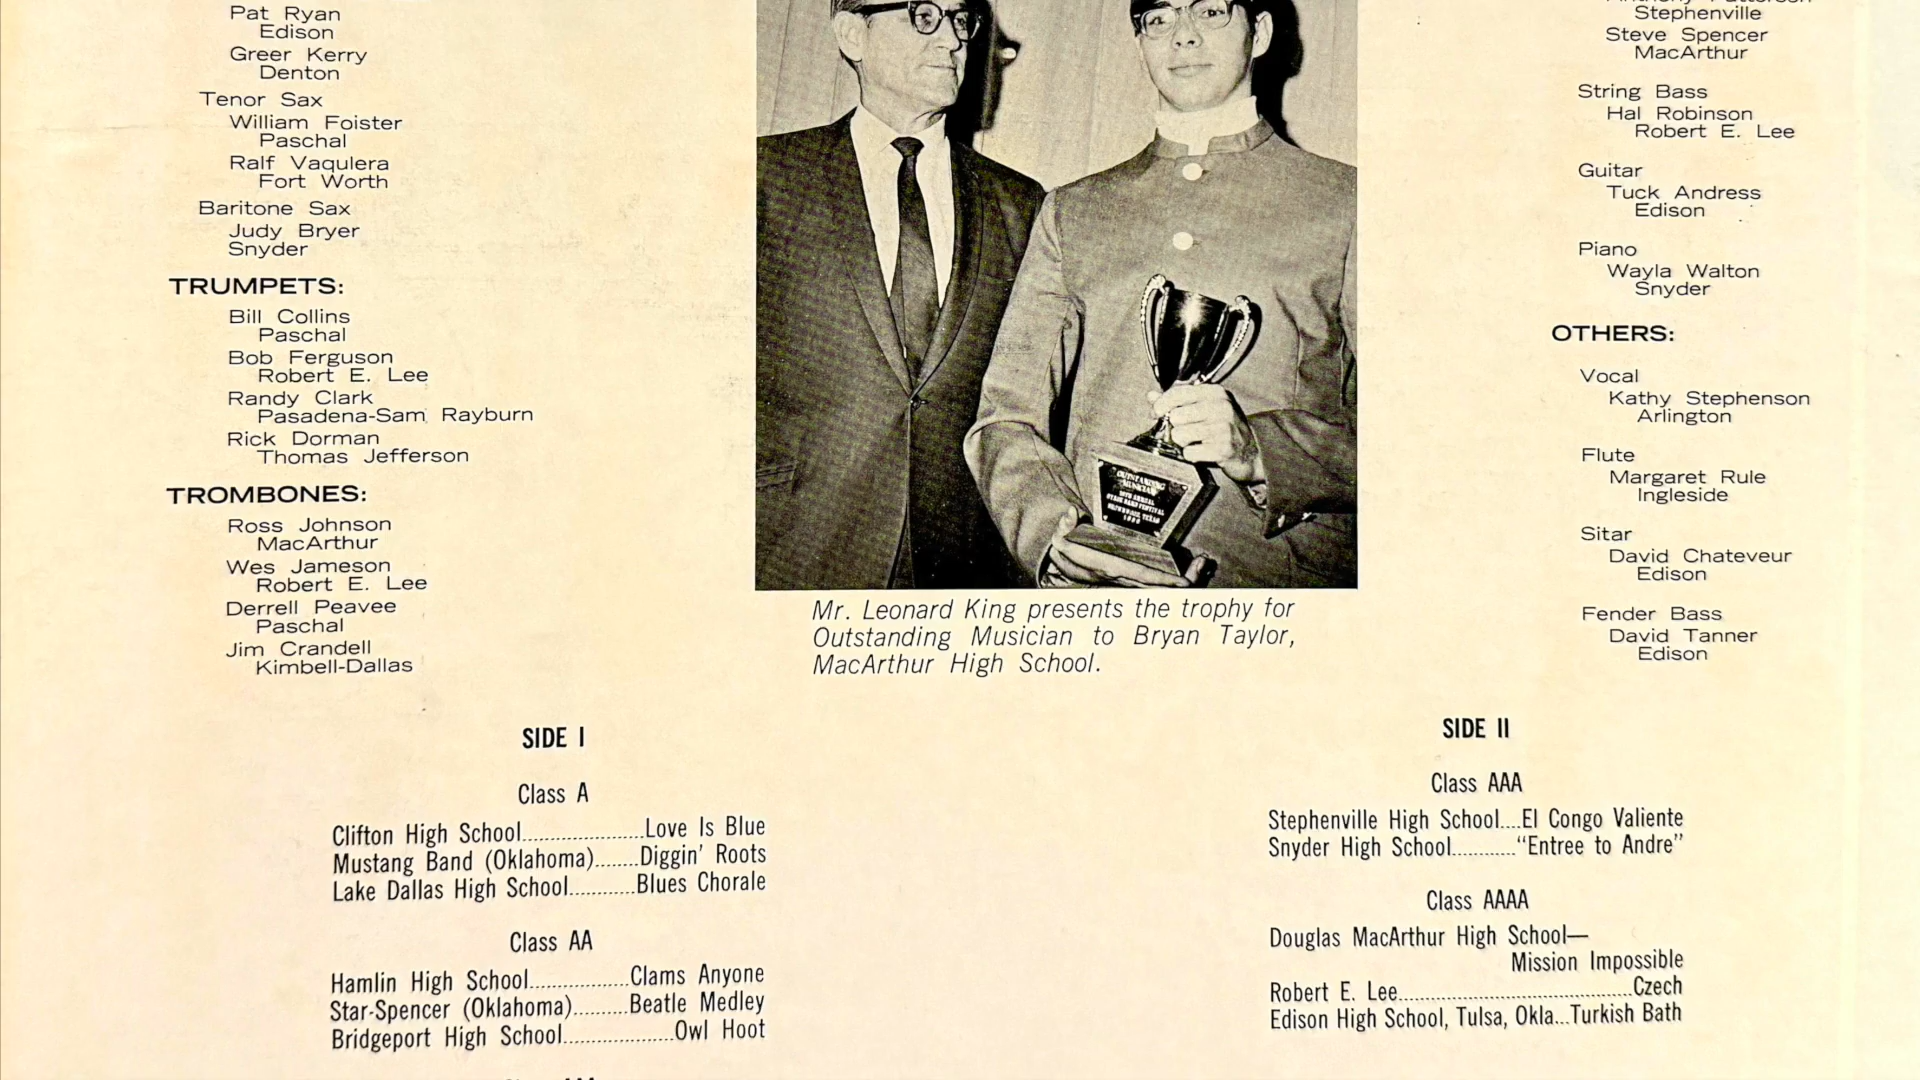 Pat Ryan
Edison
Greer Kerry
Denton
Tenor Sax
William Foister
Paschal
Ralf Vaqulera
Fort Worth
Baritone Sax
Judy Bryer
Snyder
TRUMPETS:
Bill Collins
Paschal
Bob Ferguson
Robert E. Lee
Randy Clark
Pasadena-Sam Rayburn
Rick Dorman
Thomas Jefferson
TROMBONES:
Ross Johnson
MacArthur
Wes Jameson
Robert E. Lee
Derrell Peavee
Paschal
Jim Crandell
Kimbell-Dallas
OUTSTANDING
MUSICIAN
ANNUAL
STAGE BAND FESTIVAL
BROWNWOOD, TEXAS
Mr. Leonard King presents the trophy for
Outstanding Musician to Bryan Taylor,
MacArthur High School.
Stephenville
Steve Spencer
MacArthur
String Bass
Hal Robinson
Robert E. Lee
Guitar
Tuck Andress
Edison
Piano
Wayla Walton
Snyder
OTHERS:
Vocal
Kathy Stephenson
Arlington
Flute
Margaret Rule
Ingleside
Sitar
David Chateveur
Edison
Fender Bass
David Tanner
Edison
SIDE I
Class A
Clifton High School......................Love Is Blue
Mustang Band (Oklahoma).......Diggin' Roots
Lake Dallas High School...........Blues Chorale
Class AA
Hamlin High School.................Clams Anyone
Star-Spencer (Oklahoma).........Beatle Medley
Bridgeport High School...................Owl Hoot
SIDE II
Class AAA
Stephenville High School....El Congo Valiente
Snyder High School..........."Entree to Andre"
Class AAAA
Douglas MacArthur High School—
Mission Impossible
Robert E. Lee..........................................Czech
Edison High School, Tulsa, Okla...Turkish Bath